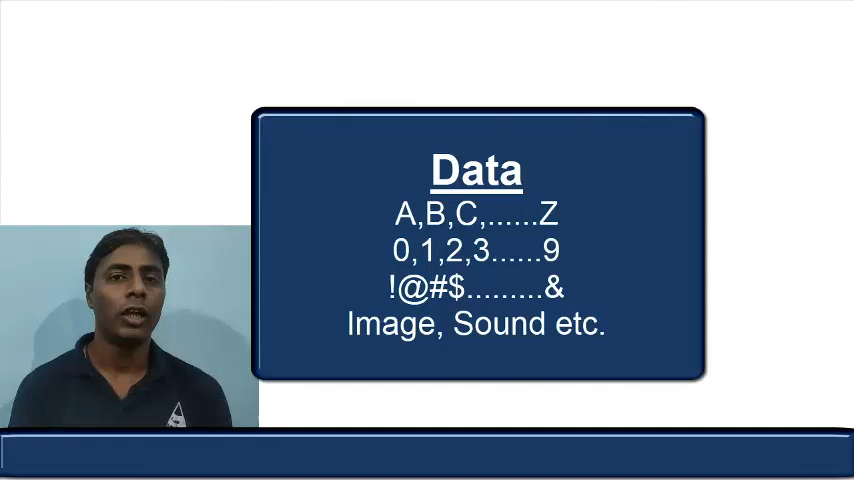 Data
A,B,C,......Z
0,1,2,3......9
!@#$.........&
Image, Sound etc.